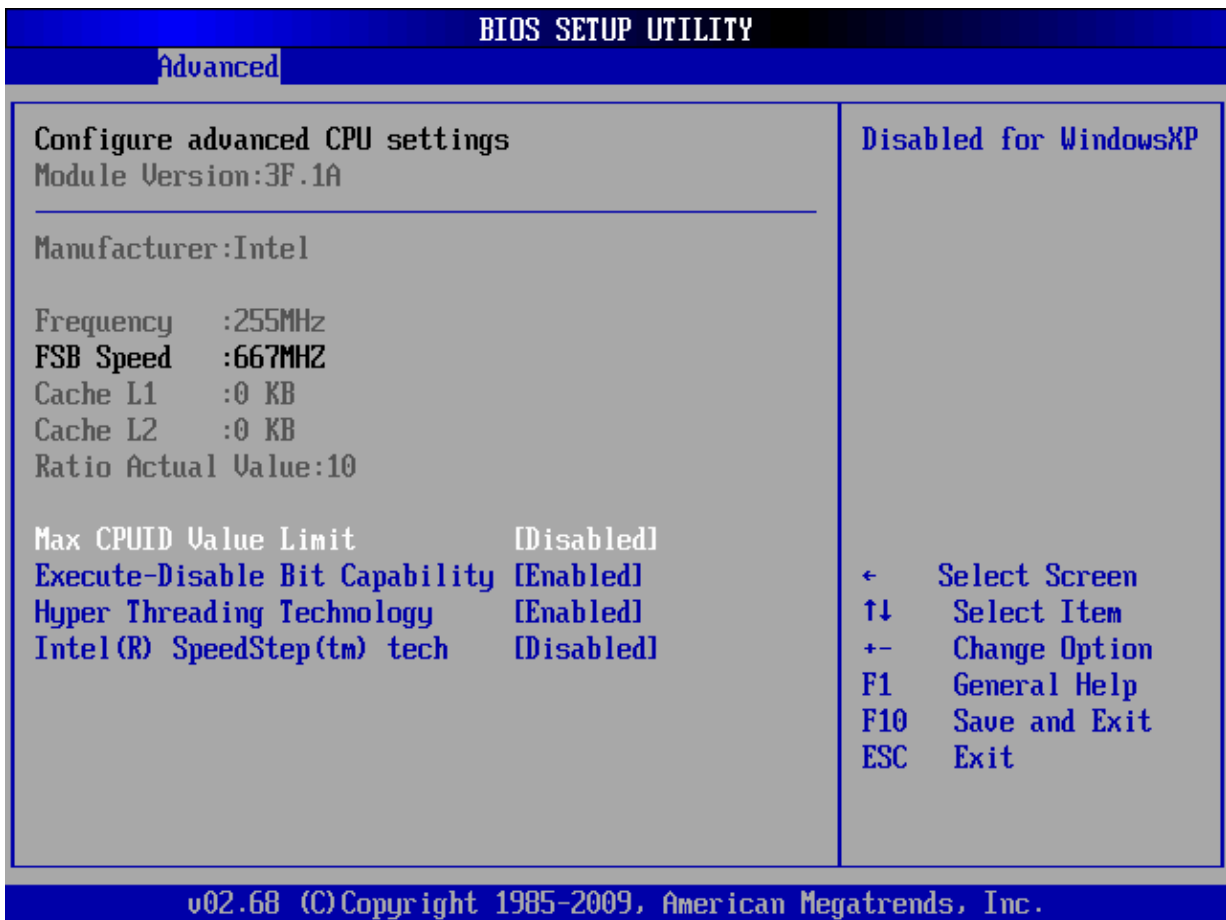 BIOS SETUP UTILITY
Advanced
Configure advanced CPU settings
Module Version:3F.1A
Manufacturer:Intel
Frequency :255MHz
FSB Speed :667MHZ
Cache L1 :0 KB
Cache L2 :0 KB
Ratio Actual Value:10
Max CPUID Value Limit [Disabled]
Execute-Disable Bit Capability [Enabled]
Hyper Threading Technology [Enabled]
Intel(R) SpeedStep(tm) tech [Disabled]
Disabled for WindowsXP
← Select Screen
↑↓ Select Item
+- Change Option
F1 General Help
F10 Save and Exit
ESC Exit
v02.68 (C)Copyright 1985-2009, American Megatrends, Inc.